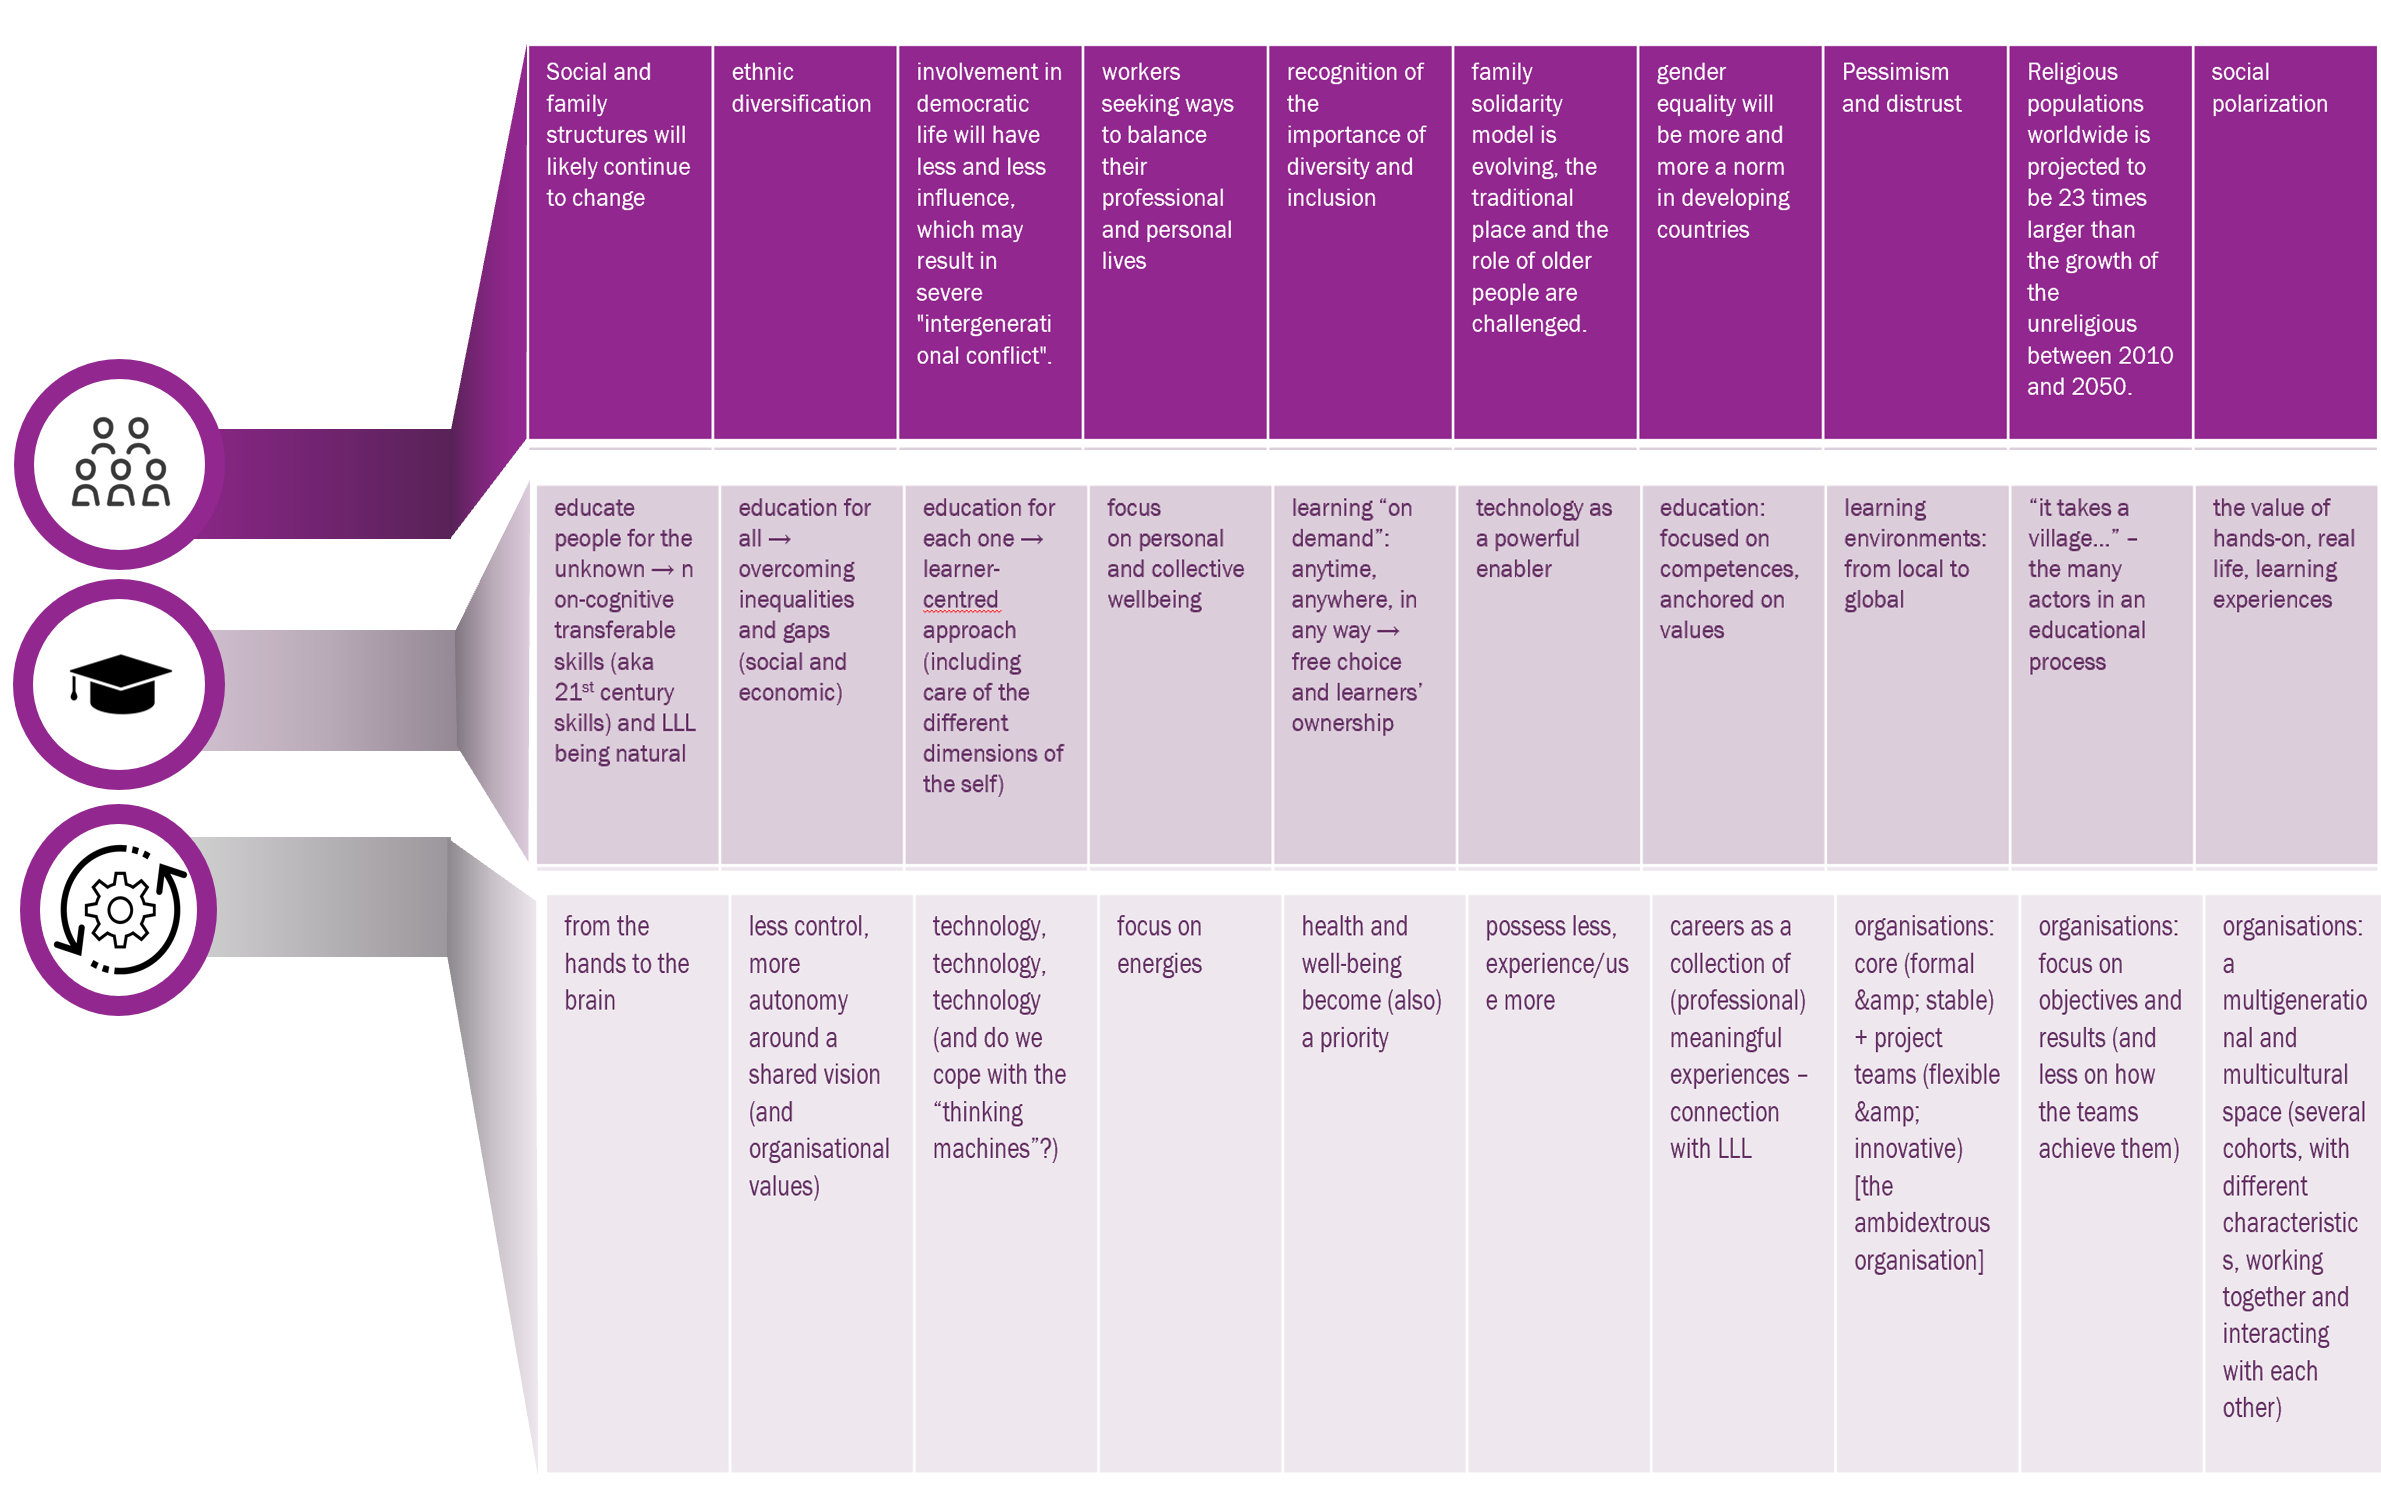 Social and
family
structures will
likely continue
to change
ethnic
diversification
involvement in
democratic
life will have
less and less
influence,
which may
result in
severe
"intergenerati
onal conflict".
workers
seeking ways
to balance
their
professional
and personal
lives
recognition of
the
importance of
diversity and
inclusion
family
solidarity
model is
evolving, the
traditional
place and the
role of older
people are
challenged.
gender
equality will
be more and
more a norm
in developing
countries
Pessimism
and distrust
Religious
populations
worldwide is
projected to
be 23 times
larger than
the growth of
the
unreligious
between 2010
and 2050.
social
polarization
educate
people for the
unknown → n
on-cognitive
transferable
skills (aka
21st century
skills) and LLL
being natural
education for
all →
overcoming
inequalities
and gaps
(social and
economic)
education for
each one →
learner-
centred
approach
(including
care of the
different
dimensions of
the self)
focus
on personal
and collective
wellbeing
learning “on
demand”:
anytime,
anywhere, in
any way →
free choice
and learners’
ownership
technology as
a powerful
enabler
education:
focused on
competences,
anchored on
values
learning
environments:
from local to
global
“it takes a
village…” –
the many
actors in an
educational
process
the value of
hands-on, real
life, learning
experiences
from the
hands to the
brain
less control,
more
autonomy
around a
shared vision
(and
organisational
values)
technology,
technology,
technology
(and do we
cope with the
“thinking
machines”?)
focus on
energies
health and
well-being
become (also)
a priority
possess less,
experience/us
e more
careers as a
collection of
(professional)
meaningful
experiences –
connection
with LLL
organisations:
core (formal
&amp; stable)
+ project
teams (flexible
&amp;
innovative)
[the
ambidextrous
organisation]
organisations:
focus on
objectives and
results (and
less on how
the teams
achieve them)
organisations:
a
multigeneratio
nal and
multicultural
space (several
cohorts, with
different
characteristic
s, working
together and
interacting
with each
other)